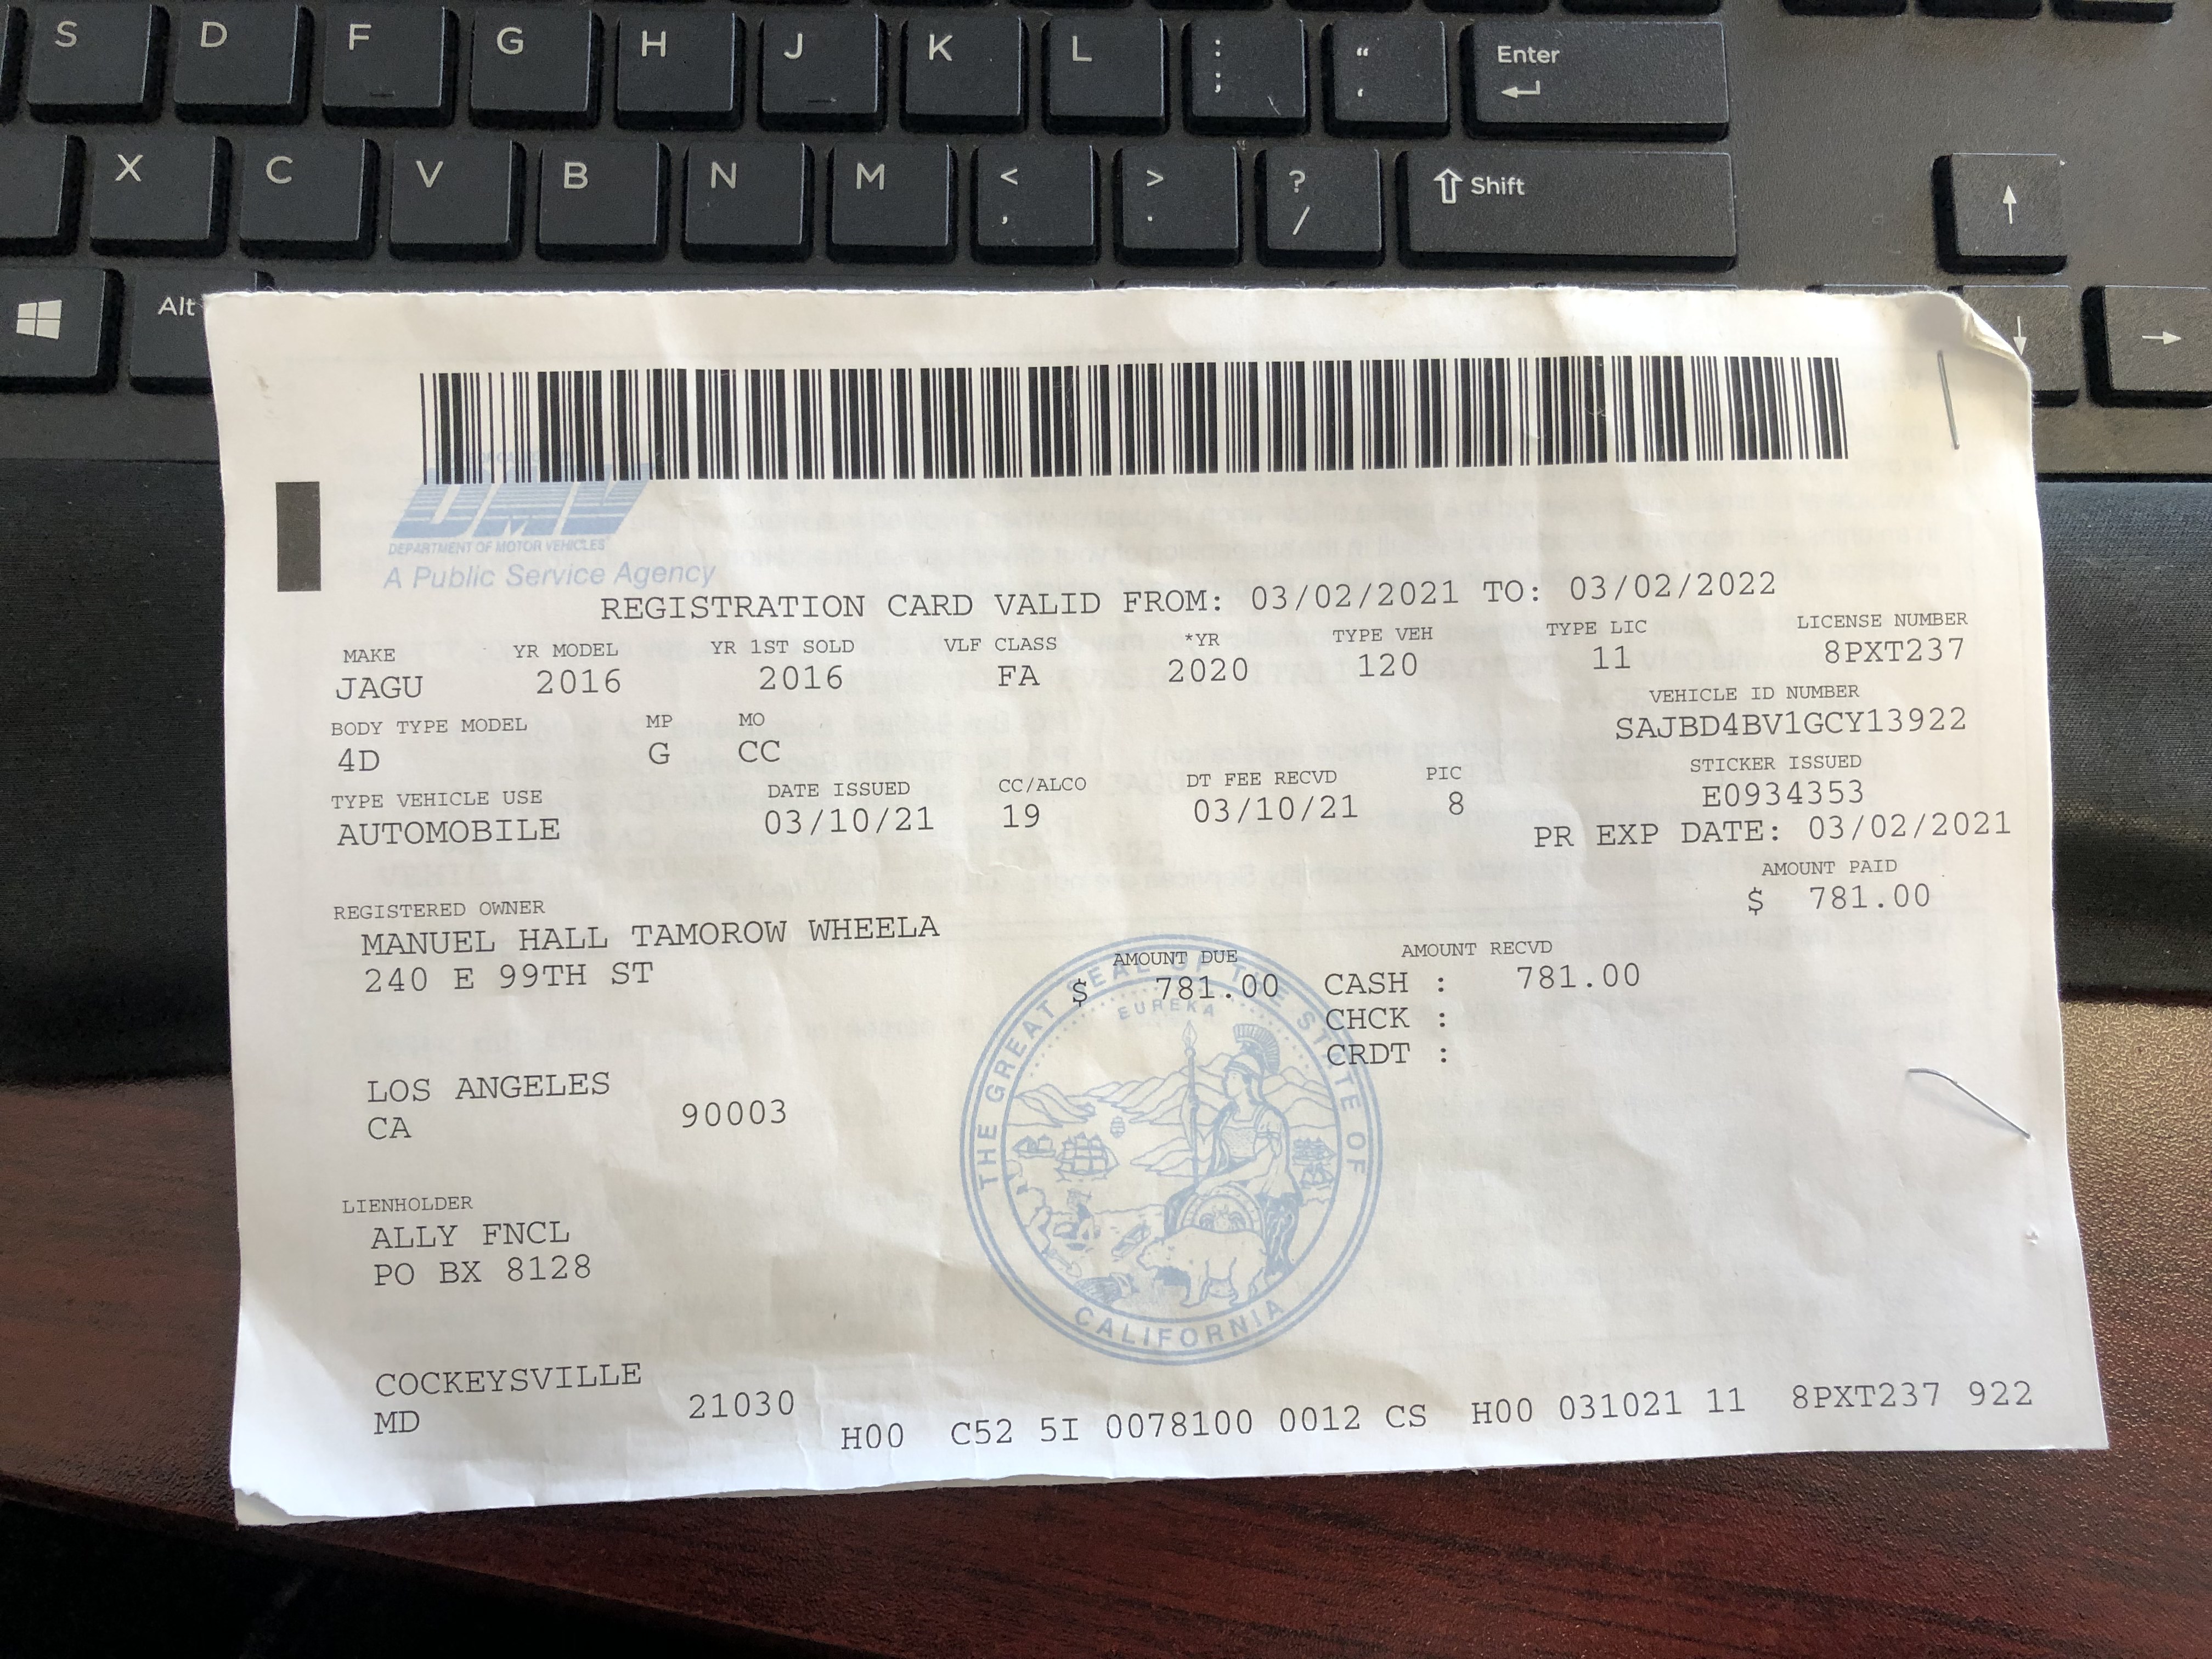 DMV
DEPARTMENT OF MOTOR VEHICLES
A Public Service Agency
REGISTRATION CARD VALID FROM: 03/02/2021 TO: 03/02/2022
MAKE YR MODEL YR 1ST SOLD VLF CLASS *YR TYPE VEH TYPE LIC LICENSE NUMBER
JAGU 2016 2016 FA 2020 120 11 8PXT237
BODY TYPE MODEL MP MO VEHICLE ID NUMBER
4D G CC SAJBD4BV1GCY13922
TYPE VEHICLE USE DATE ISSUED CC/ALCO DT FEE RECVD PIC STICKER ISSUED
AUTOMOBILE 03/10/21 19 03/10/21 8 E0934353
PR EXP DATE: 03/02/2021
REGISTERED OWNER AMOUNT PAID
MANUEL HALL TAMOROW WHEELA $ 781.00
240 E 99TH ST
AMOUNT DUE AMOUNT RECVD
$ 781.00 CASH : 781.00
CHCK :
CRDT :
LOS ANGELES
CA 90003
LIENHOLDER
ALLY FNCL
PO BX 8128
COCKEYSVILLE
MD 21030
H00 C52 5I 0078100 0012 CS H00 031021 11 8PXT237 922
THE GREAT SEAL OF THE STATE OF CALIFORNIA
EUREKA
S D F G H J K L : ; " ' Enter
X C V B N M < , > . ? / Shift
Alt